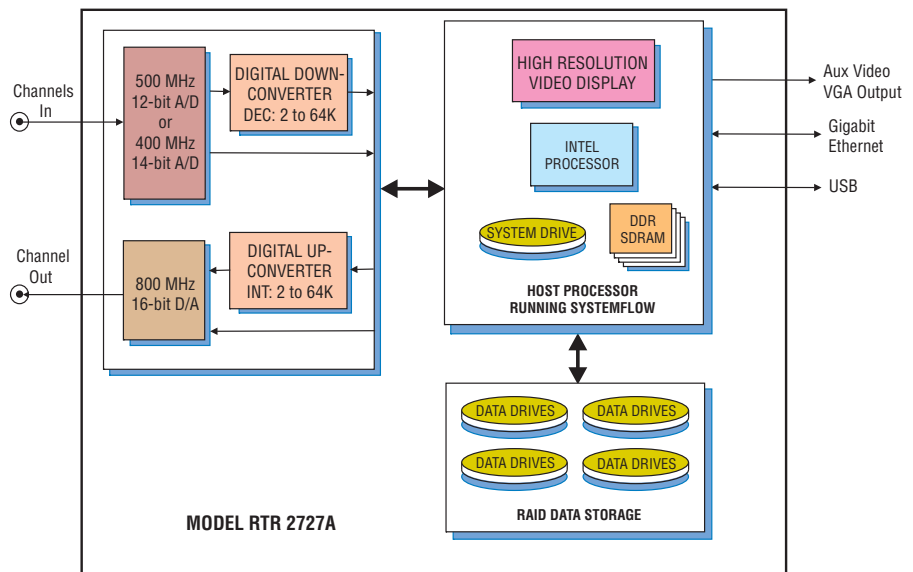 Channels
In
500 MHz
12-bit A/D
or
400 MHz
14-bit A/D
DIGITAL DOWN-
CONVERTER
DEC: 2 to 64K
Channel
Out
800 MHz
16-bit D/A
DIGITAL UP-
CONVERTER
INT: 2 to 64K
HIGH RESOLUTION
VIDEO DISPLAY
INTEL
PROCESSOR
SYSTEM DRIVE
DDR
SDRAM
HOST PROCESSOR
RUNNING SYSTEMFLOW
Aux Video
VGA Output
Gigabit
Ethernet
USB
DATA DRIVES
DATA DRIVES
DATA DRIVES
DATA DRIVES
RAID DATA STORAGE
MODEL RTR 2727A